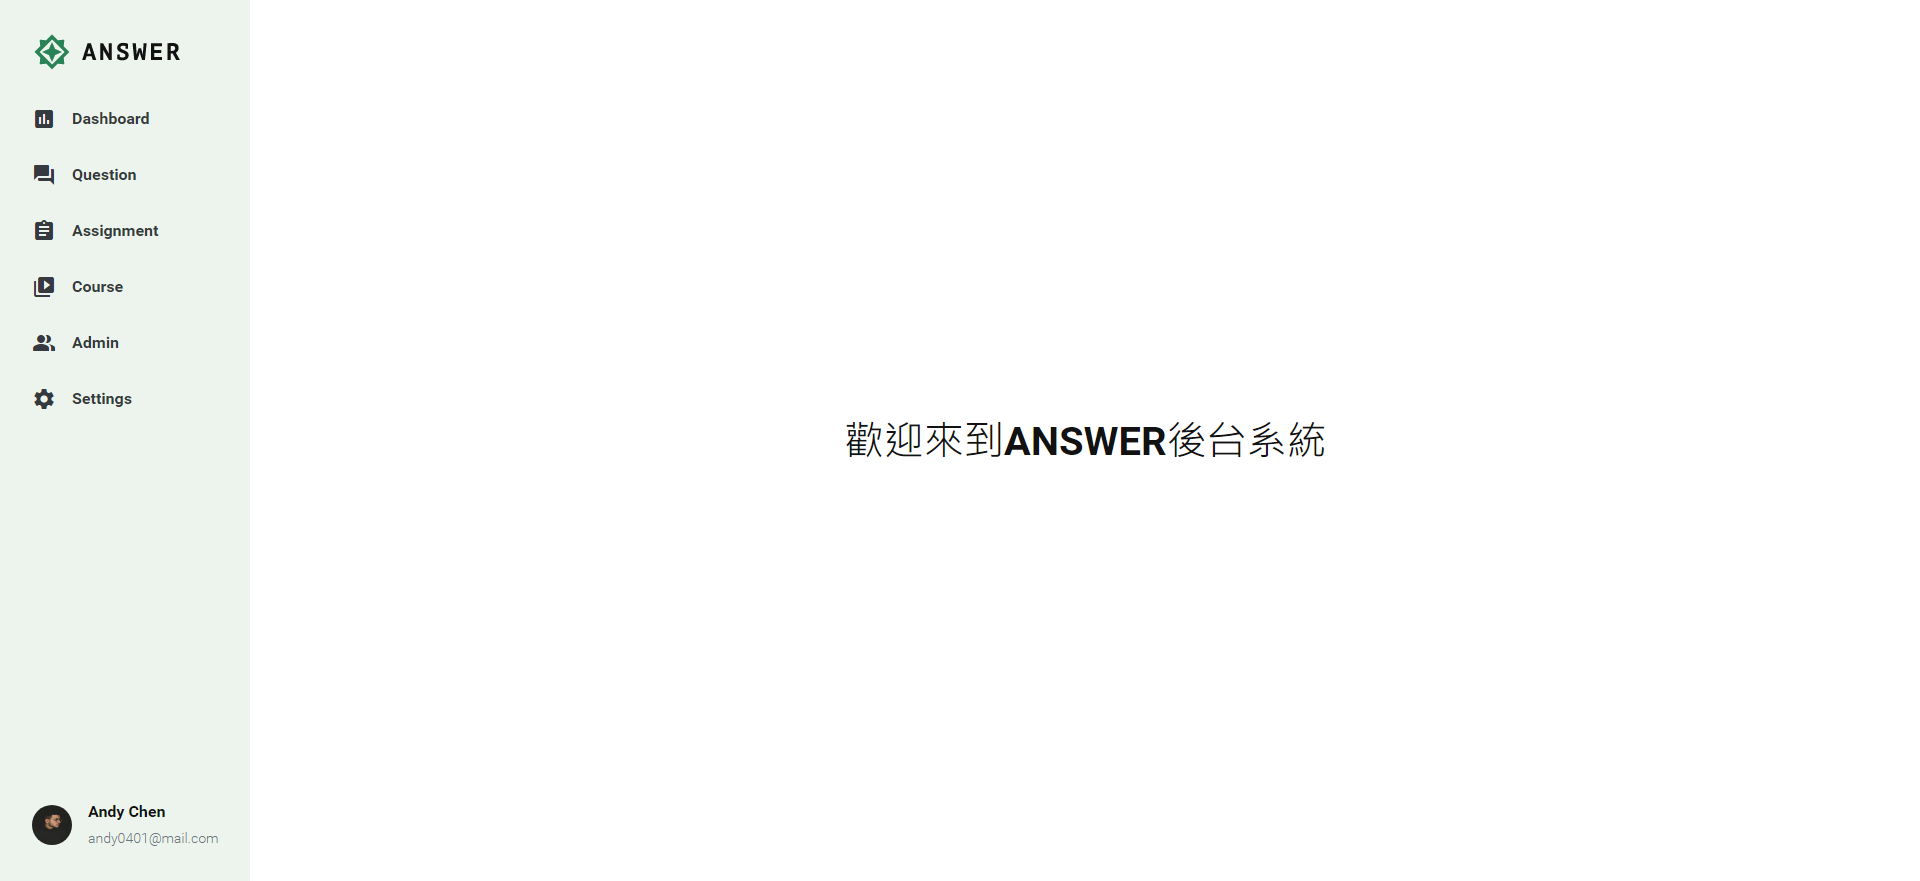 ANSWER
Dashboard
Question
Assignment
Course
Admin
Settings
歡迎來到ANSWER後台系統
Andy Chen
andy0401@mail.com